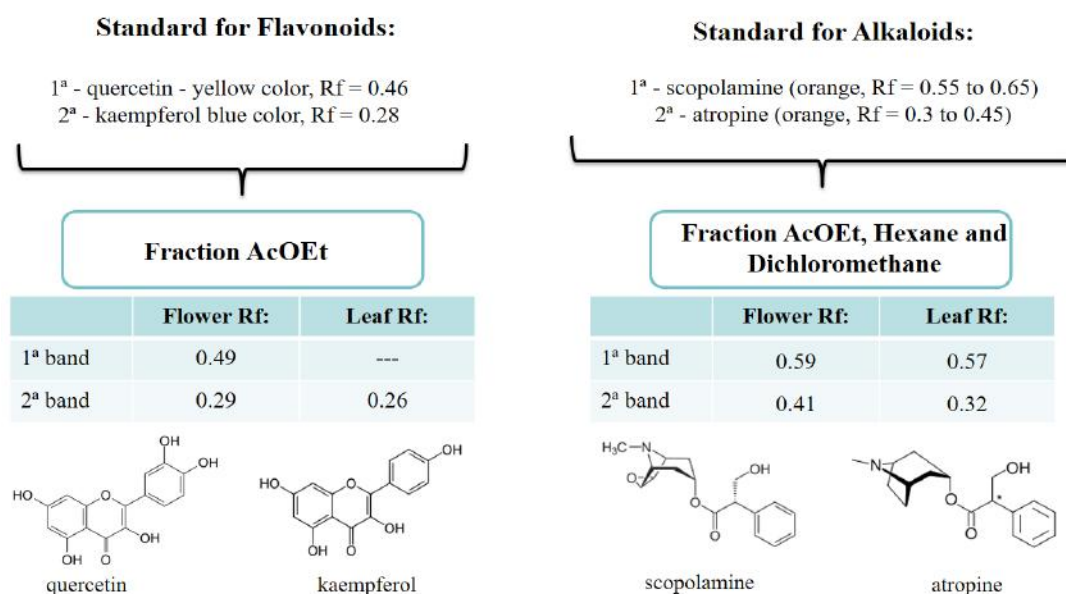 Standard for Flavonoids:
1ª - quercetin - yellow color, Rf = 0.46
2ª - kaempferol blue color, Rf = 0.28
Fraction AcOEt
Flower Rf: Leaf Rf:
1ª band 0.49 ---
2ª band 0.29 0.26
OH
OH
HO
O
OH
OH
O
quercetin
OH
HO
O
OH
OH
O
kaempferol
Standard for Alkaloids:
1ª - scopolamine (orange, Rf = 0.55 to 0.65)
2ª - atropine (orange, Rf = 0.3 to 0.45)
Fraction AcOEt, Hexane and
Dichloromethane
Flower Rf: Leaf Rf:
1ª band 0.59 0.57
2ª band 0.41 0.32
H₃C
N
O
OH
O
O
scopolamine
N
OH
O
*
O
atropine